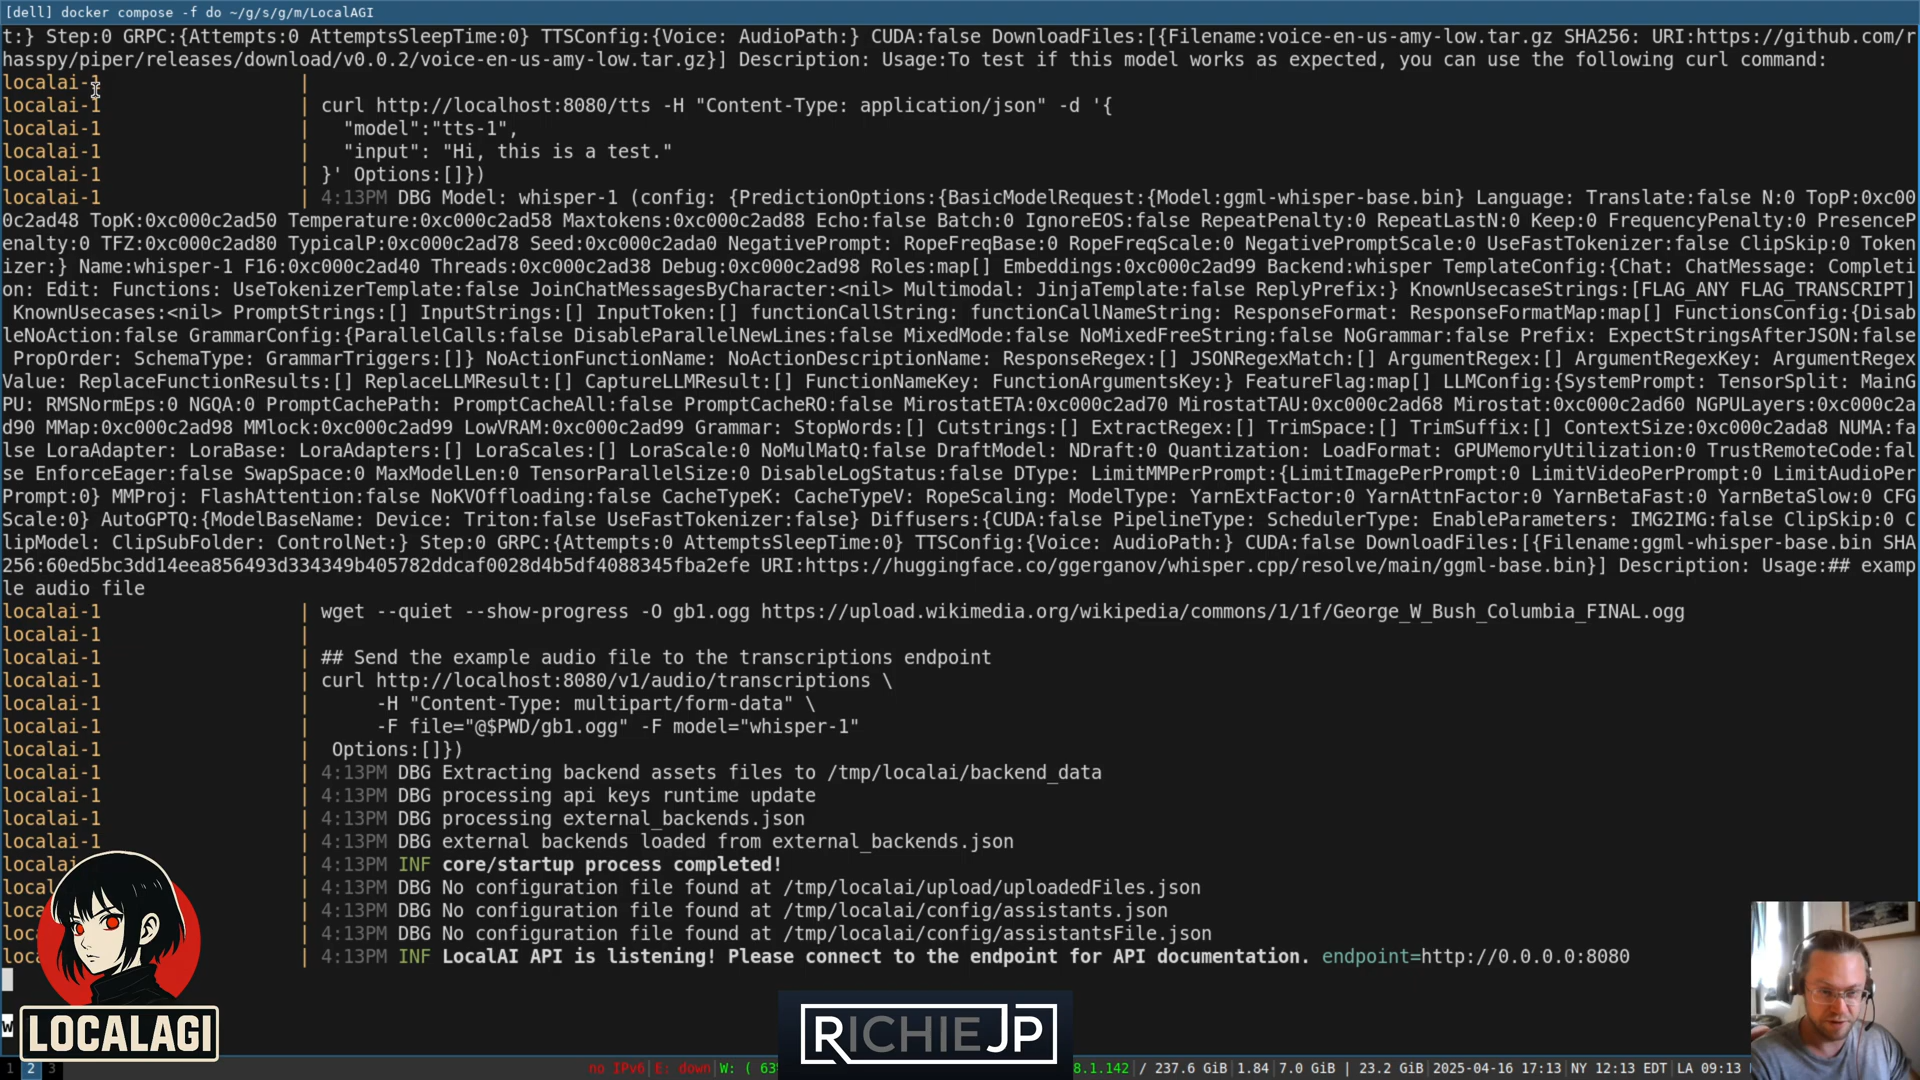 [dell] docker compose -f do ~/g/s/g/m/LocalAGI
t:} Step:0 GRPC:{Attempts:0 AttemptsSleepTime:0} TTSConfig:{Voice: AudioPath:} CUDA:false DownloadFiles:[{Filename:voice-en-us-amy-low.tar.gz SHA256: URI:https://github.com/r
hasspy/piper/releases/download/v0.0.2/voice-en-us-amy-low.tar.gz}] Description: Usage:To test if this model works as expected, you can use the following curl command:
localai-1 |
localai-1 | curl http://localhost:8080/tts -H "Content-Type: application/json" -d '{
localai-1 | "model":"tts-1",
localai-1 | "input": "Hi, this is a test."
localai-1 | }' Options:[]})
localai-1 | 4:13PM DBG Model: whisper-1 (config: {PredictionOptions:{BasicModelRequest:{Model:ggml-whisper-base.bin} Language: Translate:false N:0 TopP:0xc00
0c2ad48 TopK:0xc000c2ad50 Temperature:0xc000c2ad58 Maxtokens:0xc000c2ad88 Echo:false Batch:0 IgnoreEOS:false RepeatPenalty:0 RepeatLastN:0 Keep:0 FrequencyPenalty:0 PresenceP
enalty:0 TFZ:0xc000c2ad80 TypicalP:0xc000c2ad78 Seed:0xc000c2ada0 NegativePrompt: RopeFreqBase:0 RopeFreqScale:0 NegativePromptScale:0 UseFastTokenizer:false ClipSkip:0 Token
izer:} Name:whisper-1 F16:0xc000c2ad40 Threads:0xc000c2ad38 Debug:0xc000c2ad98 Roles:map[] Embeddings:0xc000c2ad99 Backend:whisper TemplateConfig:{Chat: ChatMessage: Completi
on: Edit: Functions: UseTokenizerTemplate:false JoinChatMessagesByCharacter:<nil> Multimodal: JinjaTemplate:false ReplyPrefix:} KnownUsecaseStrings:[FLAG_ANY FLAG_TRANSCRIPT]
KnownUsecases:<nil> PromptStrings:[] InputStrings:[] InputToken:[] functionCallString: functionCallNameString: ResponseFormat: ResponseFormatMap:map[] FunctionsConfig:{Disab
leNoAction:false GrammarConfig:{ParallelCalls:false DisableParallelNewLines:false MixedMode:false NoMixedFreeString:false NoGrammar:false Prefix: ExpectStringsAfterJSON:false
PropOrder: SchemaType: GrammarTriggers:[]} NoActionFunctionName: NoActionDescriptionName: ResponseRegex:[] JSONRegexMatch:[] ArgumentRegex:[] ArgumentRegexKey: ArgumentRegex
Value: ReplaceFunctionResults:[] ReplaceLLMResult:[] CaptureLLMResult:[] FunctionNameKey: FunctionArgumentsKey:} FeatureFlag:map[] LLMConfig:{SystemPrompt: TensorSplit: MainG
PU: RMSNormEps:0 NGQA:0 PromptCachePath: PromptCacheAll:false PromptCacheRO:false MirostatETA:0xc000c2ad70 MirostatTAU:0xc000c2ad68 Mirostat:0xc000c2ad60 NGPULayers:0xc000c2a
d90 MMap:0xc000c2ad98 MMlock:0xc000c2ad99 LowVRAM:0xc000c2ad99 Grammar: StopWords:[] Cutstrings:[] ExtractRegex:[] TrimSpace:[] TrimSuffix:[] ContextSize:0xc000c2ada8 NUMA:fa
lse LoraAdapter: LoraBase: LoraAdapters:[] LoraScales:[] LoraScale:0 NoMulMatQ:false DraftModel: NDraft:0 Quantization: LoadFormat: GPUMemoryUtilization:0 TrustRemoteCode:fal
se EnforceEager:false SwapSpace:0 MaxModelLen:0 TensorParallelSize:0 DisableLogStatus:false DType: LimitMMPerPrompt:{LimitImagePerPrompt:0 LimitVideoPerPrompt:0 LimitAudioPer
Prompt:0} MMProj: FlashAttention:false NoKVOffloading:false CacheTypeK: CacheTypeV: RopeScaling: ModelType: YarnExtFactor:0 YarnAttnFactor:0 YarnBetaFast:0 YarnBetaSlow:0 CFG
Scale:0} AutoGPTQ:{ModelBaseName: Device: Triton:false UseFastTokenizer:false} Diffusers:{CUDA:false PipelineType: SchedulerType: EnableParameters: IMG2IMG:false ClipSkip:0 C
lipModel: ClipSubFolder: ControlNet:} Step:0 GRPC:{Attempts:0 AttemptsSleepTime:0} TTSConfig:{Voice: AudioPath:} CUDA:false DownloadFiles:[{Filename:ggml-whisper-base.bin SHA
256:60ed5bc3dd14eea856493d334349b405782ddcaf0028d4b5df4088345fba2efe URI:https://huggingface.co/ggerganov/whisper.cpp/resolve/main/ggml-base.bin}] Description: Usage:## examp
le audio file
localai-1 | wget --quiet --show-progress -O gb1.ogg https://upload.wikimedia.org/wikipedia/commons/1/1f/George_W_Bush_Columbia_FINAL.ogg
localai-1 |
localai-1 | ## Send the example audio file to the transcriptions endpoint
localai-1 | curl http://localhost:8080/v1/audio/transcriptions \
localai-1 | -H "Content-Type: multipart/form-data" \
localai-1 | -F file="@$PWD/gb1.ogg" -F model="whisper-1"
localai-1 | Options:[]})
localai-1 | 4:13PM DBG Extracting backend assets files to /tmp/localai/backend_data
localai-1 | 4:13PM DBG processing api keys runtime update
localai-1 | 4:13PM DBG processing external_backends.json
localai-1 | 4:13PM DBG external backends loaded from external_backends.json
locala | 4:13PM INF core/startup process completed!
loc | 4:13PM DBG No configuration file found at /tmp/localai/upload/uploadedFiles.json
loc | 4:13PM DBG No configuration file found at /tmp/localai/config/assistants.json
loc | 4:13PM DBG No configuration file found at /tmp/localai/config/assistantsFile.json
loca | 4:13PM INF LocalAI API is listening! Please connect to the endpoint for API documentation. endpoint=http://0.0.0.0:8080
w
LOCALAGI
RICHIEJP
1 2 3 no IPv6|E: down|W: ( 63 8.1.142|/ 237.6 GiB|1.84|7.0 GiB | 23.2 GiB|2025-04-16 17:13|NY 12:13 EDT|LA 09:13